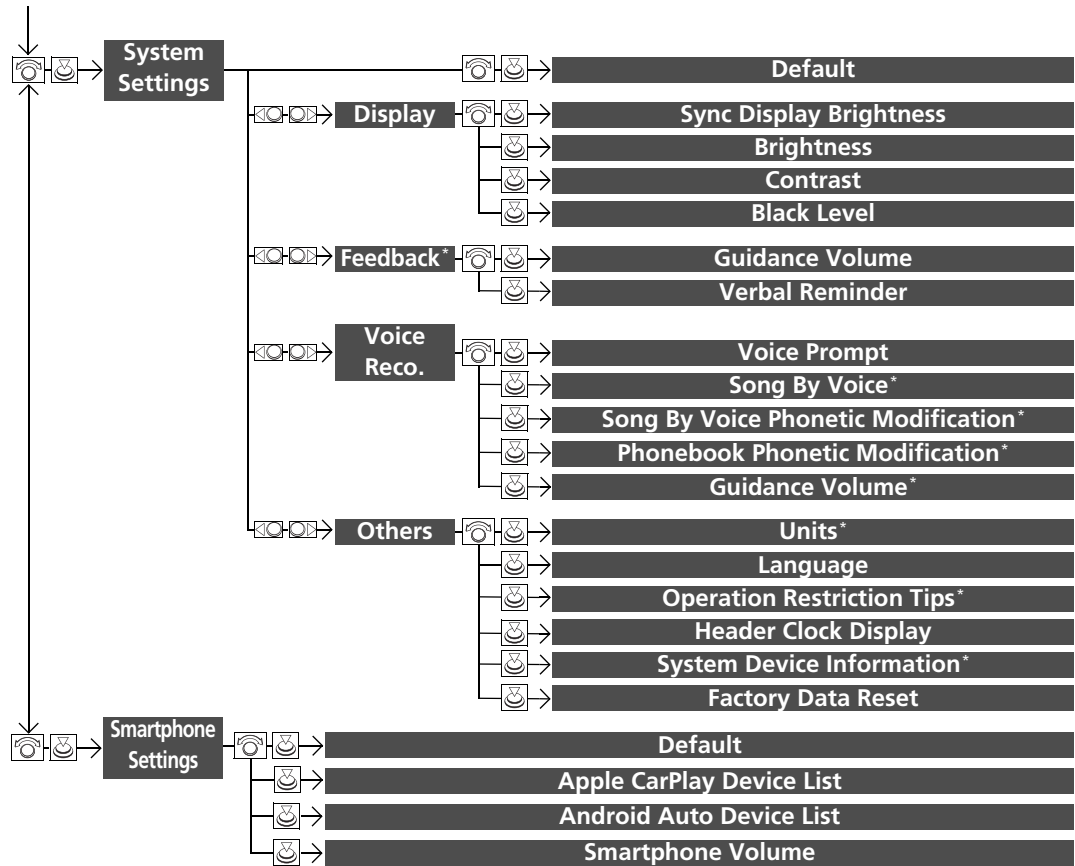 System
Settings
Default
Display
Sync Display Brightness
Brightness
Contrast
Black Level
Feedback*
Guidance Volume
Verbal Reminder
Voice
Reco.
Voice Prompt
Song By Voice*
Song By Voice Phonetic Modification*
Phonebook Phonetic Modification*
Guidance Volume*
Others
Units*
Language
Operation Restriction Tips*
Header Clock Display
System Device Information*
Factory Data Reset
Smartphone
Settings
Default
Apple CarPlay Device List
Android Auto Device List
Smartphone Volume